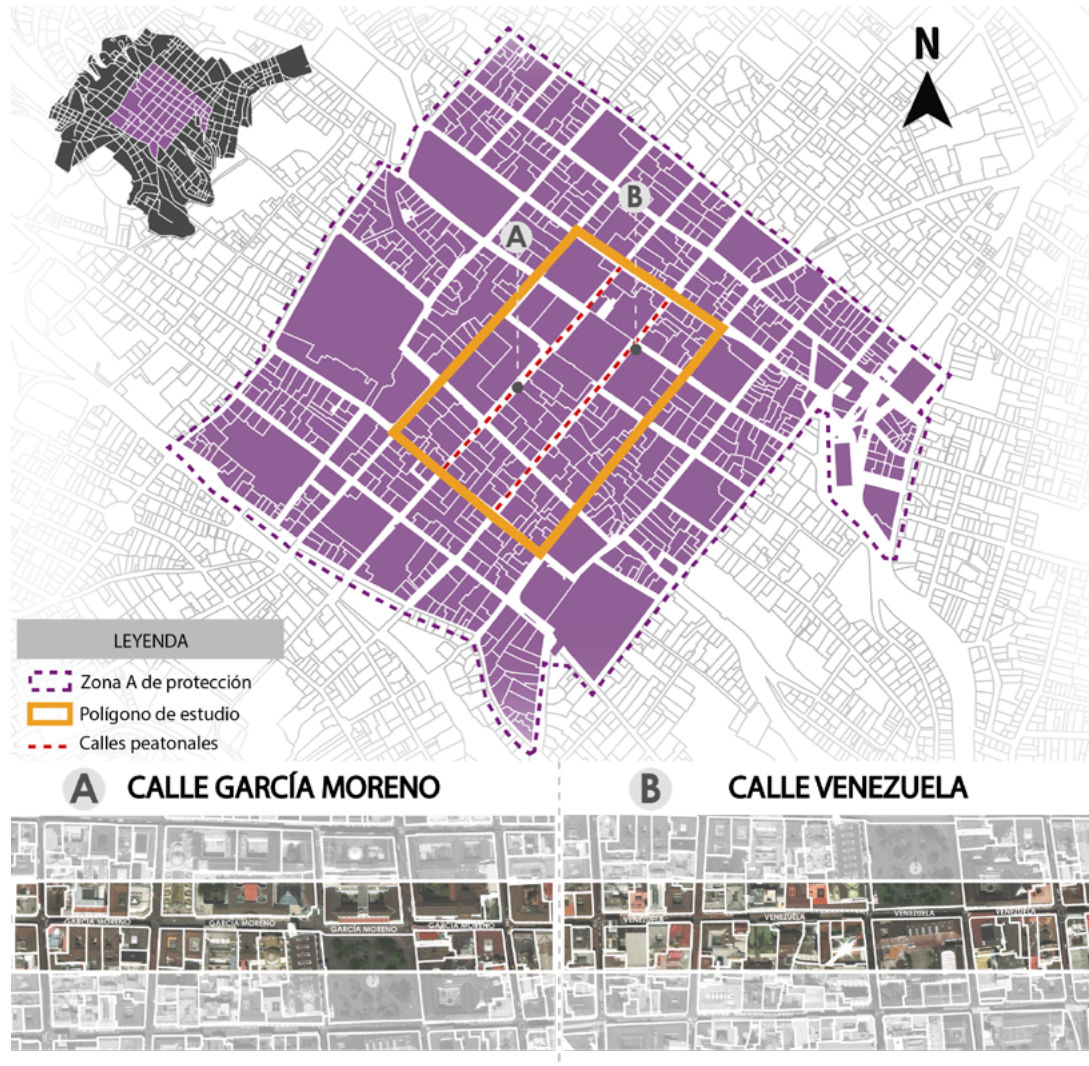 N
B
A
LEYENDA
Zona A de protección
Polígono de estudio
Calles peatonales
A CALLE GARCÍA MORENO
B CALLE VENEZUELA
GARCÍA MORENO
GARCÍA MORENO
GARCÍA MORENO
GARCÍA MORENO
VENEZUELA
VENEZUELA
VENEZUELA
VENEZUELA